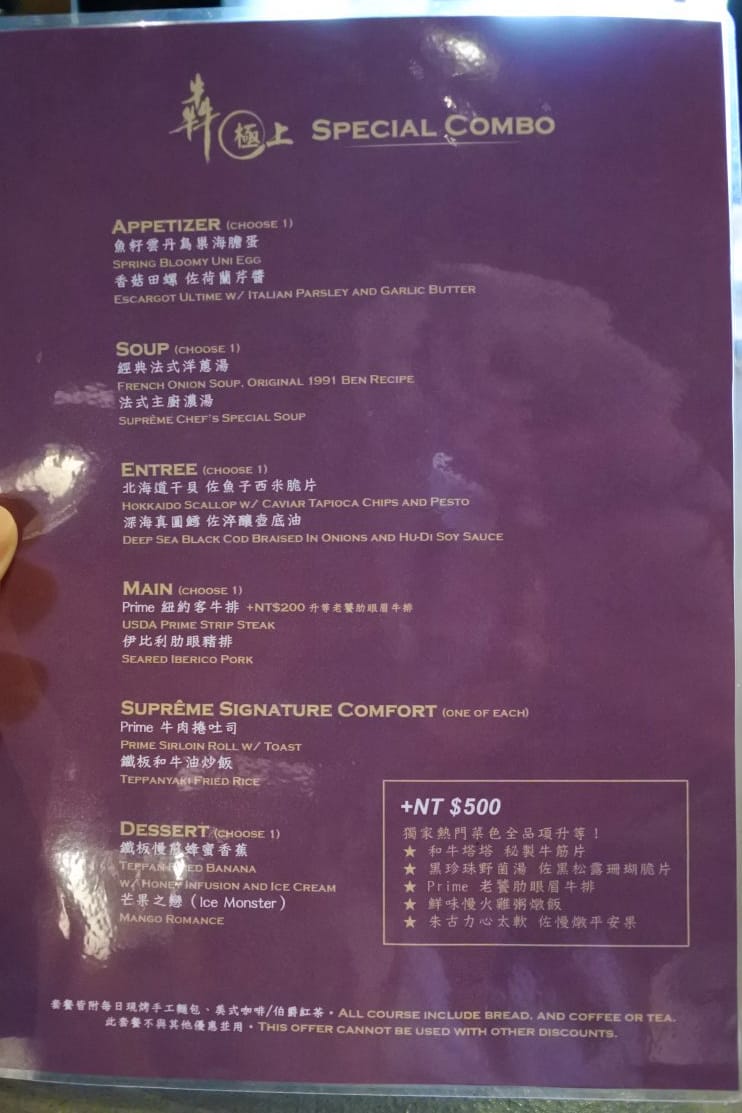 犇極上 SPECIAL COMBO
APPETIZER (CHOOSE 1)
魚籽雲丹鳥巢海膽蛋
SPRING BLOOMY UNI EGG
香菇田螺 佐荷蘭芹醬
ESCARGOT ULTIME W/ ITALIAN PARSLEY AND GARLIC BUTTER
SOUP (CHOOSE 1)
經典法式洋蔥湯
FRENCH ONION SOUP, ORIGINAL 1991 BEN RECIPE
法式主廚濃湯
SUPRÊME CHEF'S SPECIAL SOUP
ENTREE (CHOOSE 1)
北海道干貝 佐魚子西米脆片
HOKKAIDO SCALLOP W/ CAVIAR TAPIOCA CHIPS AND PESTO
深海真圓鱈 佐淬釀壺底油
DEEP SEA BLACK COD BRAISED IN ONIONS AND HU-DI SOY SAUCE
MAIN (CHOOSE 1)
Prime 紐約客牛排 +NT$200 升等老饕肋眼眉牛排
USDA PRIME STRIP STEAK
伊比利肋眼豬排
SEARED IBERICO PORK
SUPRÊME SIGNATURE COMFORT (ONE OF EACH)
Prime 牛肉捲吐司
PRIME SIRLOIN ROLL W/ TOAST
鐵板和牛油炒飯
TEPPANYAKI FRIED RICE
DESSERT (CHOOSE 1)
鐵板慢煎蜂蜜香蕉
TEPPAN FRIED BANANA
W/ HONEY INFUSION AND ICE CREAM
芒果之戀（Ice Monster）
MANGO ROMANCE
+NT $500
獨家熱門菜色全品項升等！
★ 和牛塔塔 秘製牛筋片
★ 黑珍珠野菌湯 佐黑松露珊瑚脆片
★ Prime 老饕肋眼眉牛排
★ 鮮味慢火雞粥燉飯
★ 朱古力心太軟 佐慢燉平安果
套餐皆附每日現烤手工麵包、美式咖啡/伯爵紅茶。ALL COURSE INCLUDE BREAD, AND COFFEE OR TEA.
此套餐不與其他優惠並用。THIS OFFER CANNOT BE USED WITH OTHER DISCOUNTS.